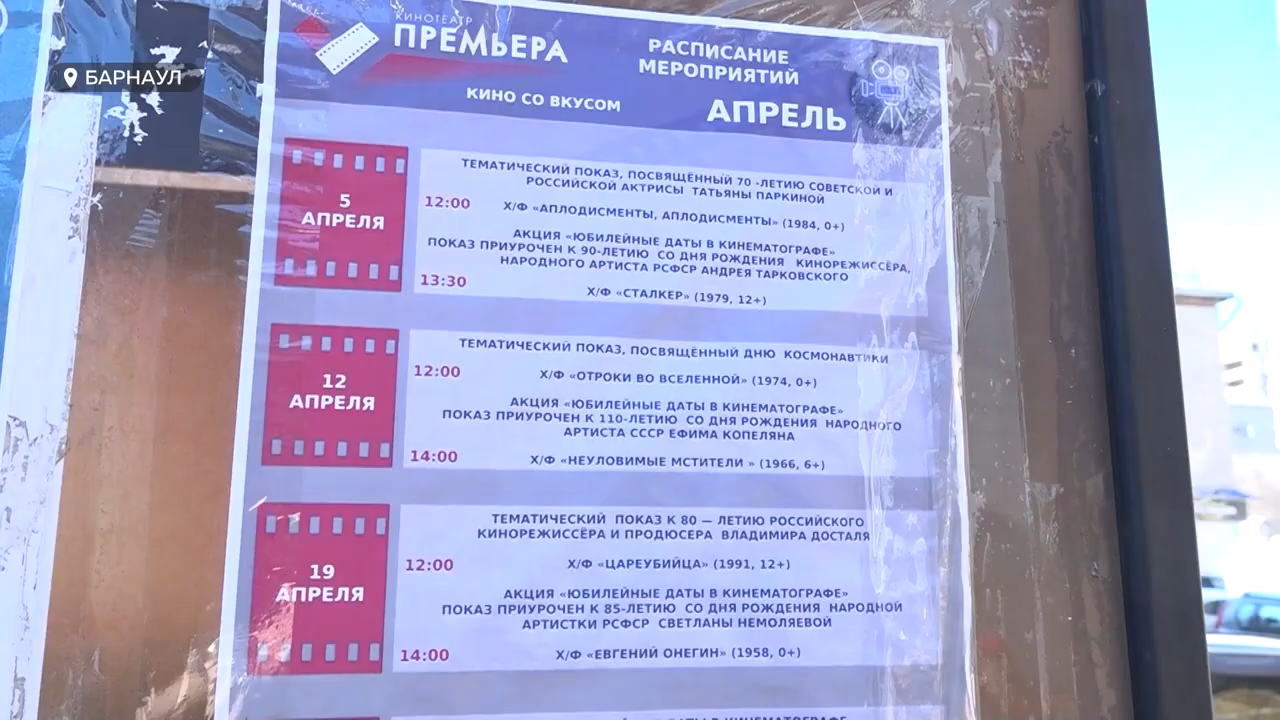 БАРНАУЛ
КИНОТЕАТР
ПРЕМЬЕРА
РАСПИСАНИЕ
МЕРОПРИЯТИЙ
КИНО СО ВКУСОМ
АПРЕЛЬ
5
АПРЕЛЯ
ТЕМАТИЧЕСКИЙ ПОКАЗ, ПОСВЯЩЁННЫЙ 70 -ЛЕТИЮ СОВЕТСКОЙ И
РОССИЙСКОЙ АКТРИСЫ ТАТЬЯНЫ ПАРКИНОЙ
12:00 Х/Ф «АПЛОДИСМЕНТЫ, АПЛОДИСМЕНТЫ» (1984, 0+)
АКЦИЯ «ЮБИЛЕЙНЫЕ ДАТЫ В КИНЕМАТОГРАФЕ»
ПОКАЗ ПРИУРОЧЕН К 90-ЛЕТИЮ СО ДНЯ РОЖДЕНИЯ КИНОРЕЖИССЁРА,
НАРОДНОГО АРТИСТА РСФСР АНДРЕЯ ТАРКОВСКОГО
13:30 Х/Ф «СТАЛКЕР» (1979, 12+)
12
АПРЕЛЯ
ТЕМАТИЧЕСКИЙ ПОКАЗ, ПОСВЯЩЁННЫЙ ДНЮ КОСМОНАВТИКИ
12:00 Х/Ф «ОТРОКИ ВО ВСЕЛЕННОЙ» (1974, 0+)
АКЦИЯ «ЮБИЛЕЙНЫЕ ДАТЫ В КИНЕМАТОГРАФЕ»
ПОКАЗ ПРИУРОЧЕН К 110-ЛЕТИЮ СО ДНЯ РОЖДЕНИЯ НАРОДНОГО
АРТИСТА СССР ЕФИМА КОПЕЛЯНА
14:00 Х/Ф «НЕУЛОВИМЫЕ МСТИТЕЛИ » (1966, 6+)
19
АПРЕЛЯ
ТЕМАТИЧЕСКИЙ ПОКАЗ К 80 — ЛЕТИЮ РОССИЙСКОГО
КИНОРЕЖИССЁРА И ПРОДЮСЕРА ВЛАДИМИРА ДОСТАЛЯ
12:00 Х/Ф «ЦАРЕУБИЙЦА» (1991, 12+)
АКЦИЯ «ЮБИЛЕЙНЫЕ ДАТЫ В КИНЕМАТОГРАФЕ»
ПОКАЗ ПРИУРОЧЕН К 85-ЛЕТИЮ СО ДНЯ РОЖДЕНИЯ НАРОДНОЙ
АРТИСТКИ РСФСР СВЕТЛАНЫ НЕМОЛЯЕВОЙ
14:00 Х/Ф «ЕВГЕНИЙ ОНЕГИН» (1958, 0+)